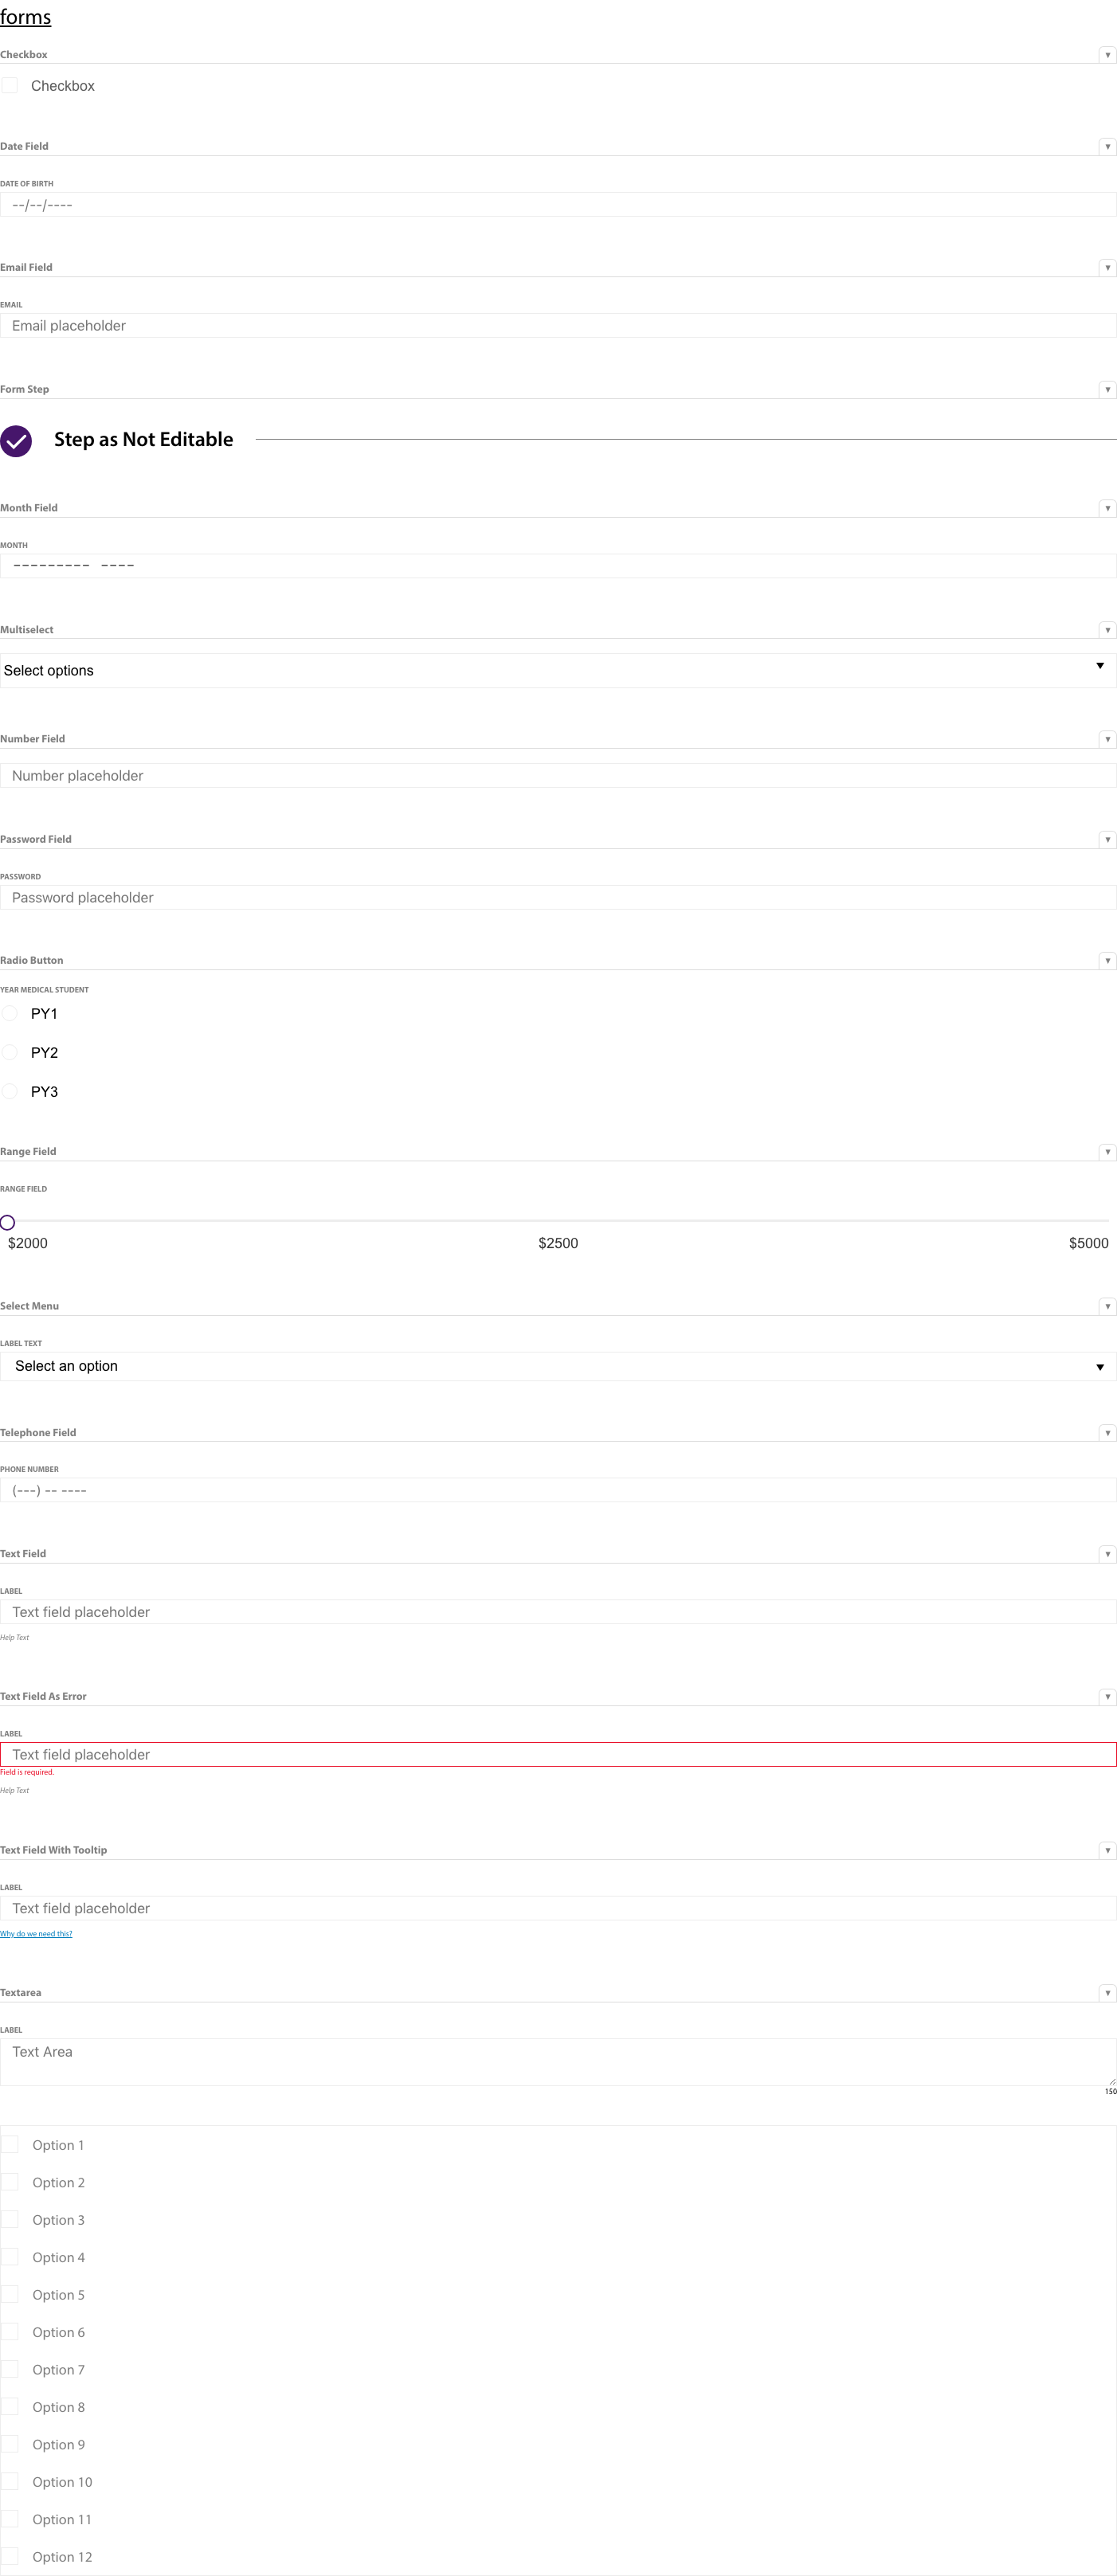 forms
Checkbox
Checkbox
Date Field
DATE OF BIRTH
--/--/----
Email Field
EMAIL
Email placeholder
Form Step
Step as Not Editable
Month Field
MONTH
--------- ----
Multiselect
Select options
Number Field
Number placeholder
Password Field
PASSWORD
Password placeholder
Radio Button
YEAR MEDICAL STUDENT
PY1
PY2
PY3
Range Field
RANGE FIELD
$2000 $2500 $5000
Select Menu
LABEL TEXT
Select an option
Telephone Field
PHONE NUMBER
(---) -- ----
Text Field
LABEL
Text field placeholder
Help Text
Text Field As Error
LABEL
Text field placeholder
Field is required.
Help Text
Text Field With Tooltip
LABEL
Text field placeholder
Why do we need this?
Textarea
LABEL
Text Area
150
Option 1
Option 2
Option 3
Option 4
Option 5
Option 6
Option 7
Option 8
Option 9
Option 10
Option 11
Option 12